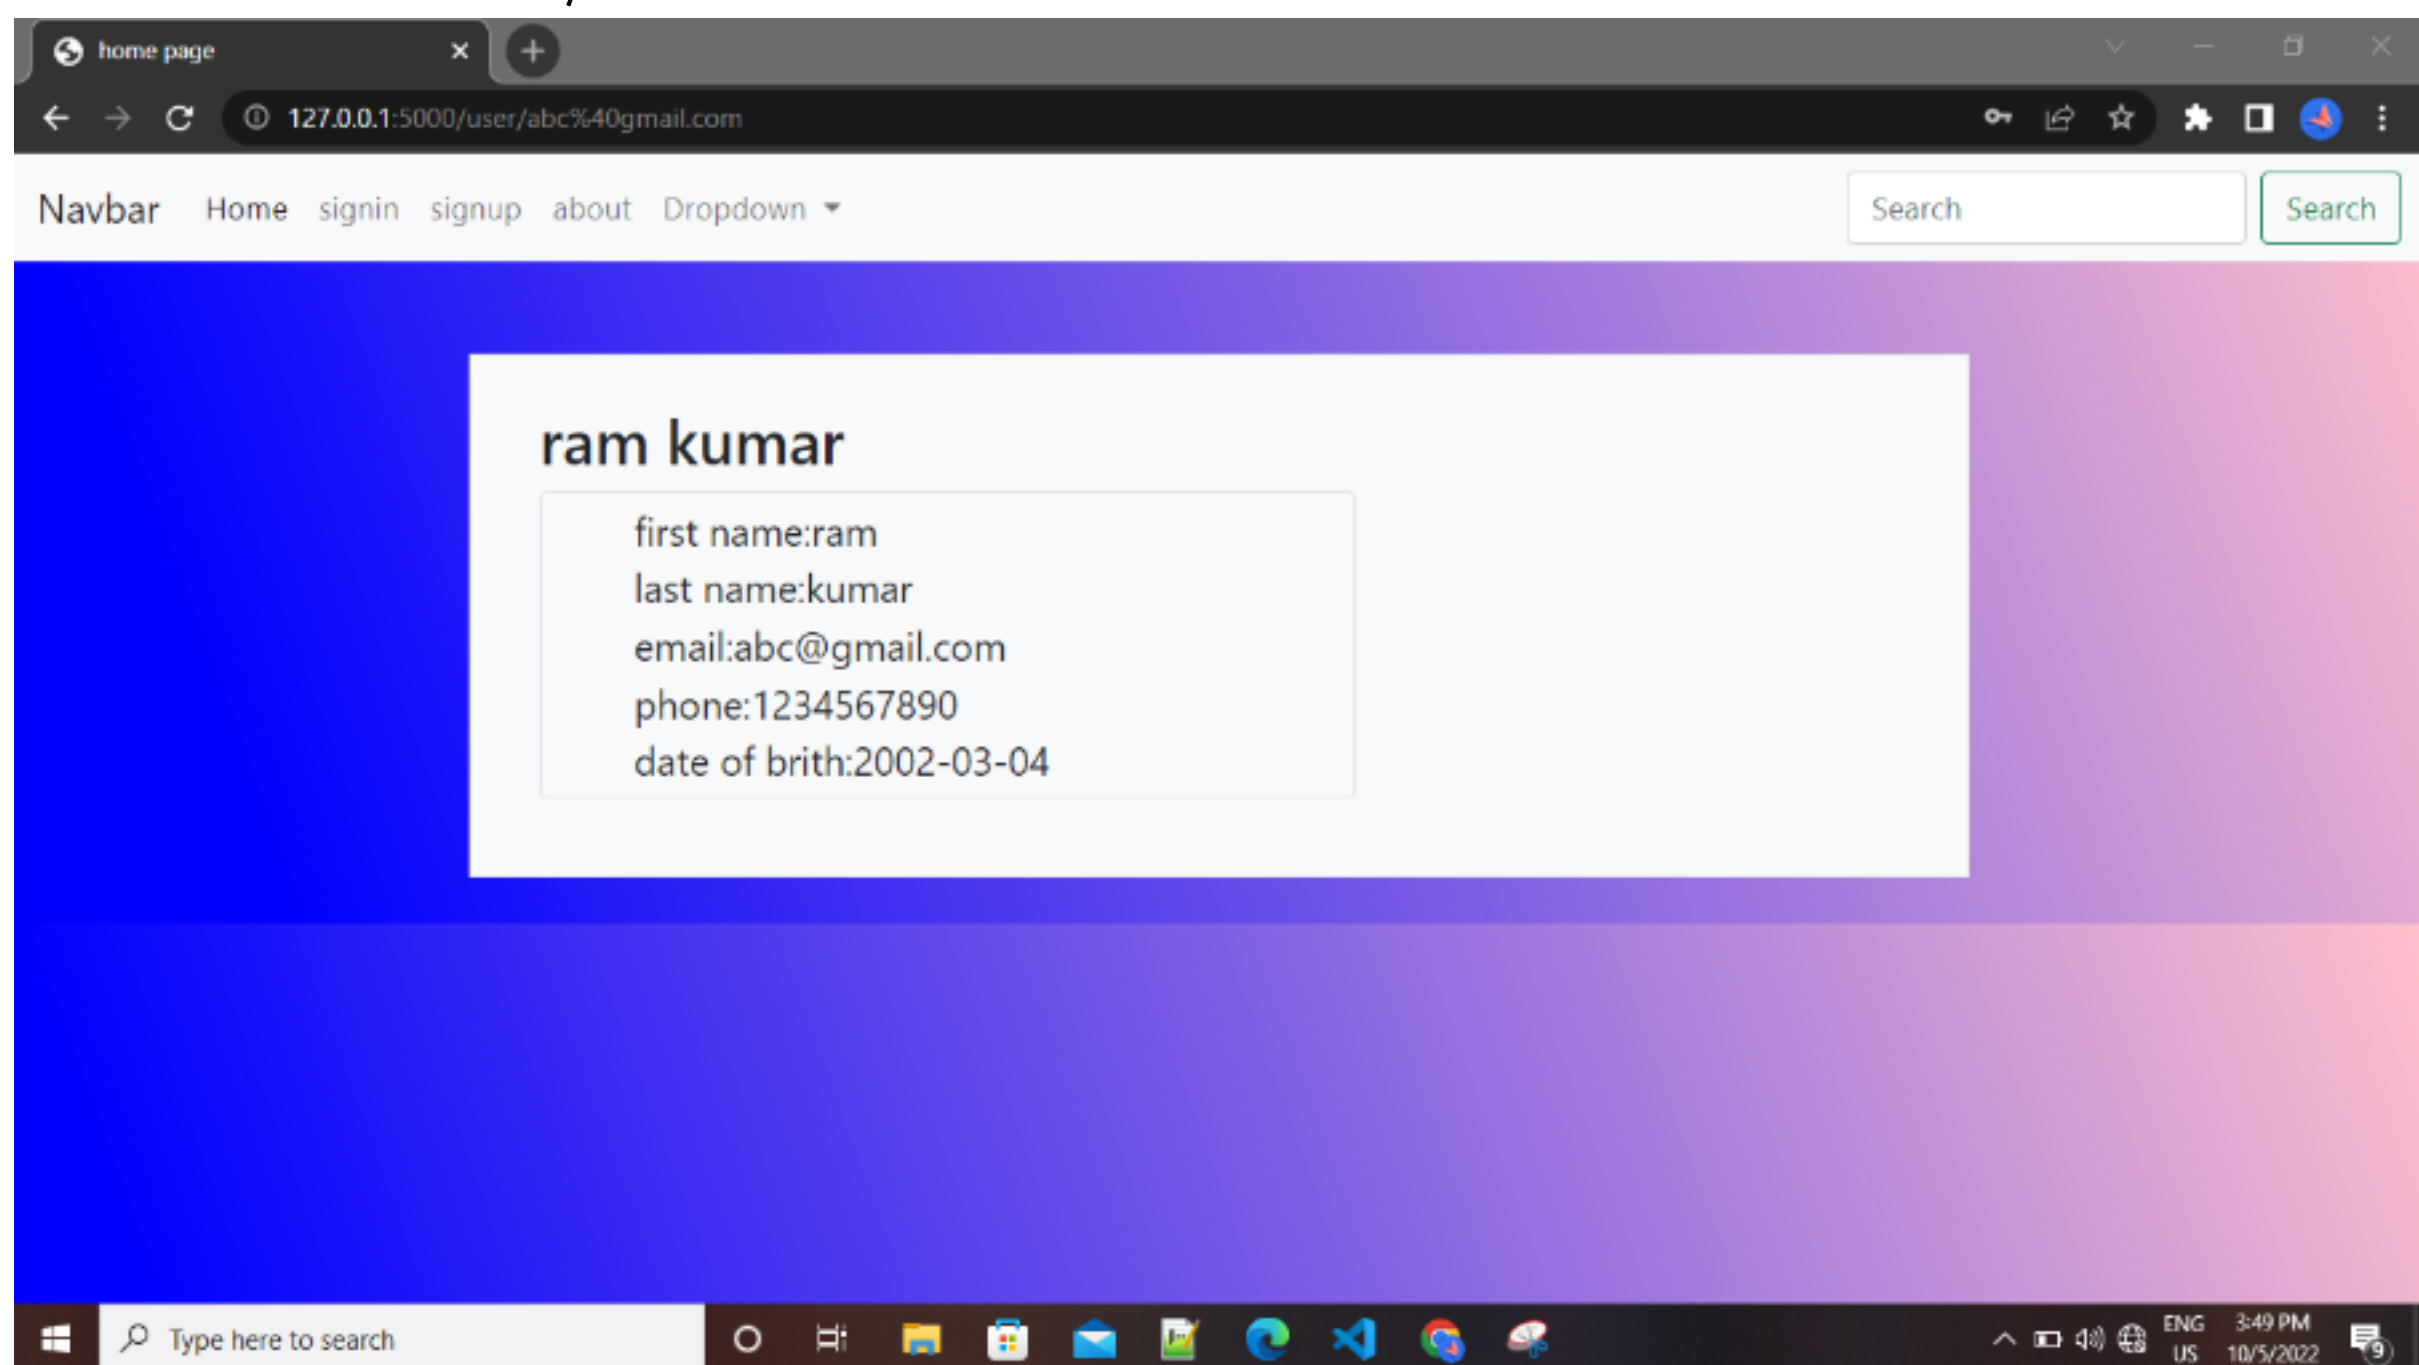 home page
127.0.0.1:5000/user/abc%40gmail.com
Navbar Home signin signup about Dropdown Search Search
ram kumar
first name:ram
last name:kumar
email:abc@gmail.com
phone:1234567890
date of brith:2002-03-04
Type here to search
ENG 3:49 PM
US 10/5/2022
9